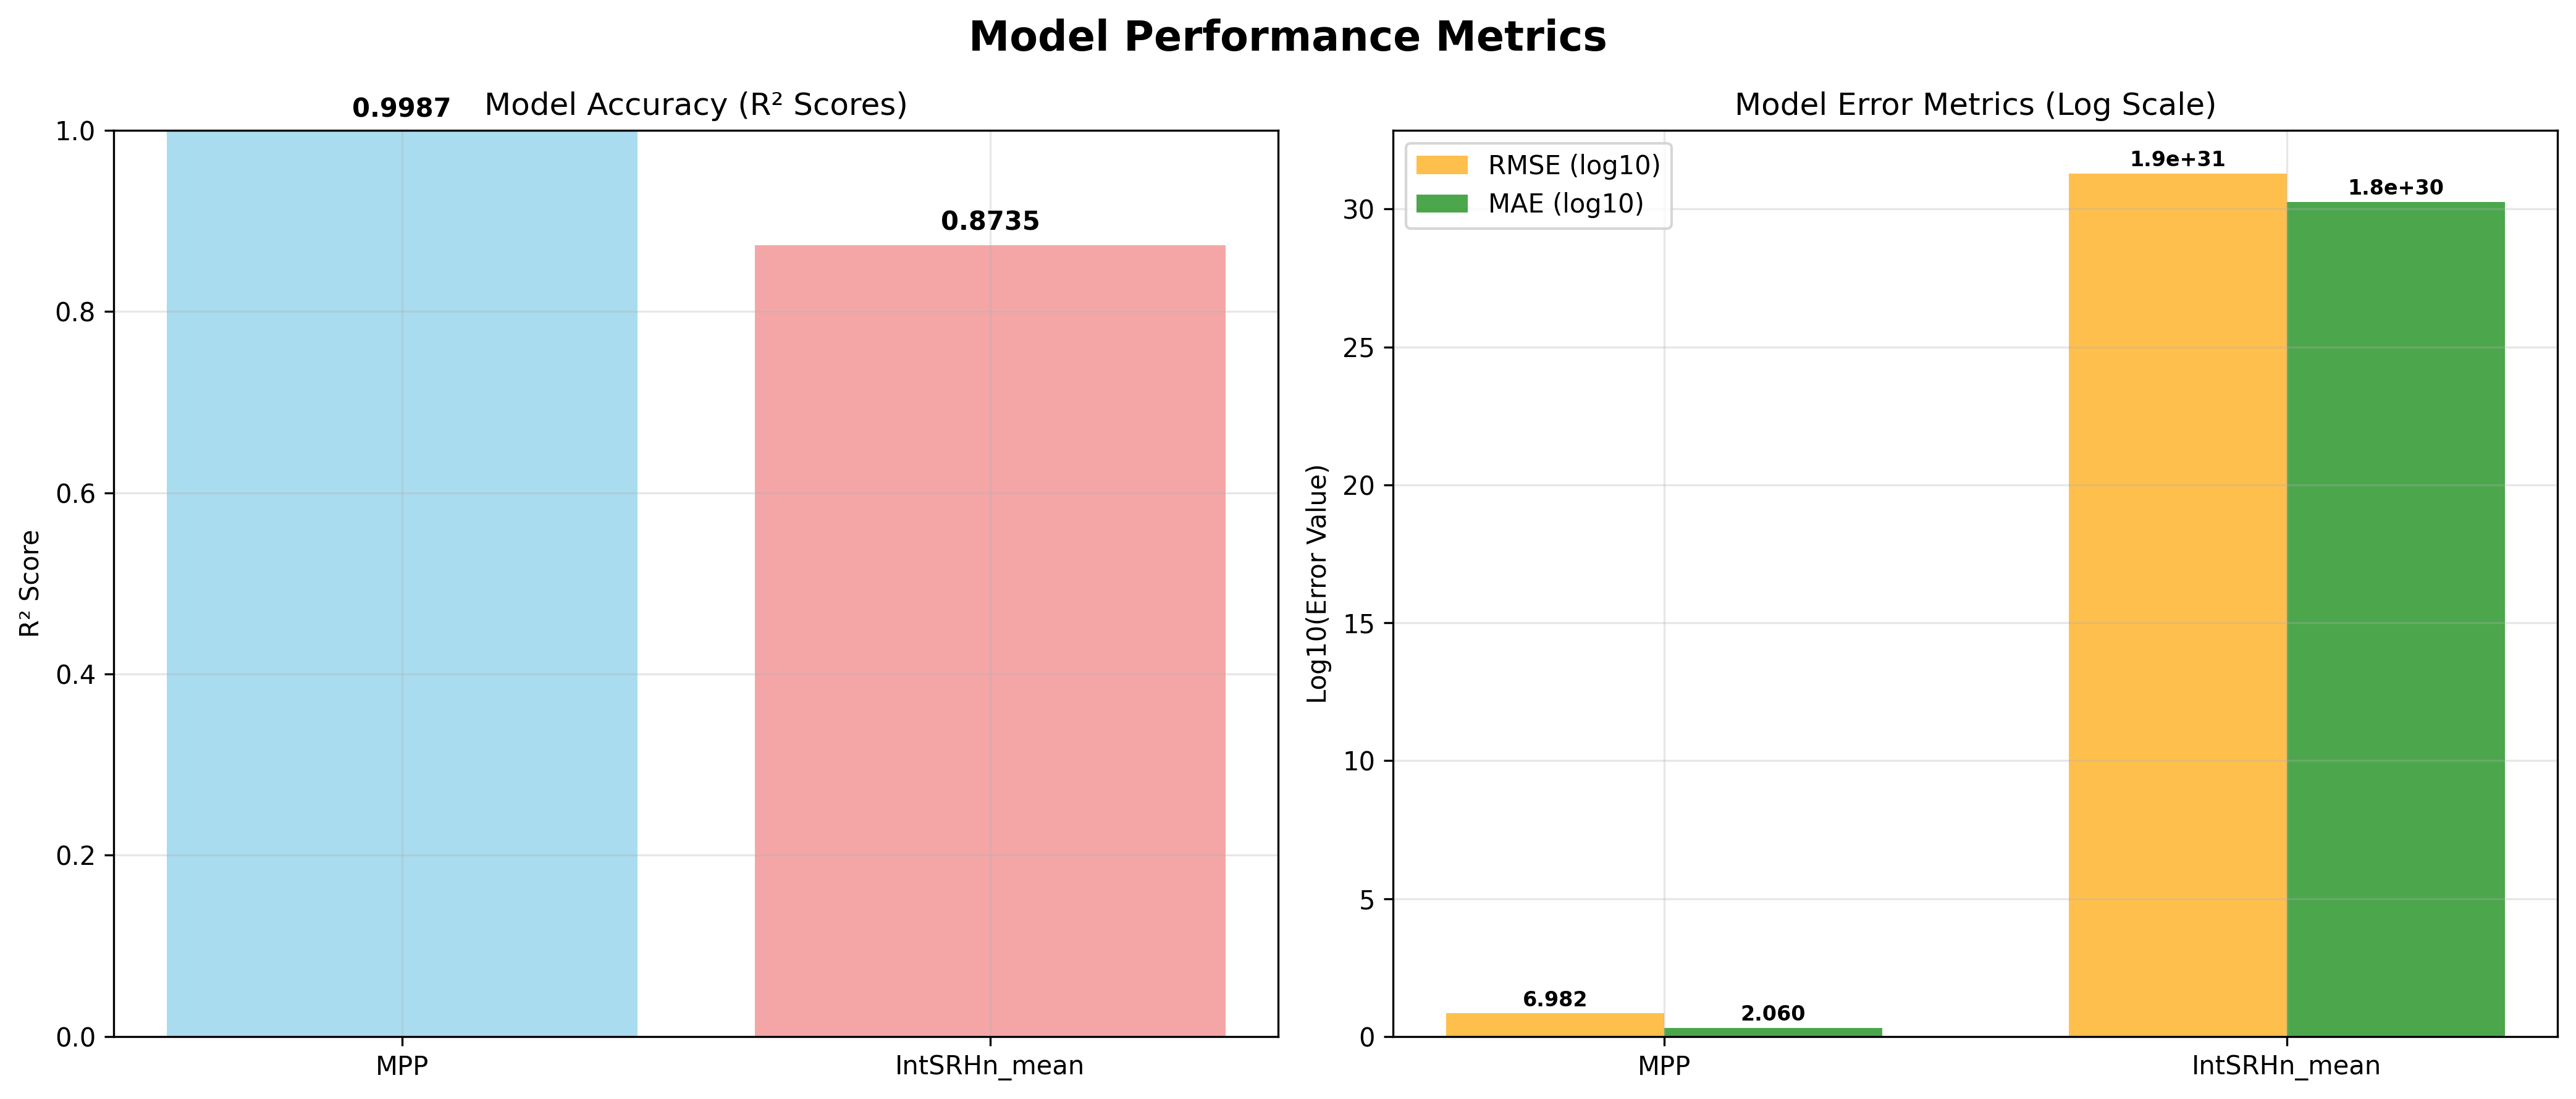 Model Performance Metrics
Model Accuracy (R² Scores)
0.9987
0.8735
R² Score
1.0
0.8
0.6
0.4
0.2
0.0
MPP
IntSRHn_mean
Model Error Metrics (Log Scale)
RMSE (log10)
MAE (log10)
1.9e+31
1.8e+30
6.982
2.060
Log10(Error Value)
30
25
20
15
10
5
0
MPP
IntSRHn_mean